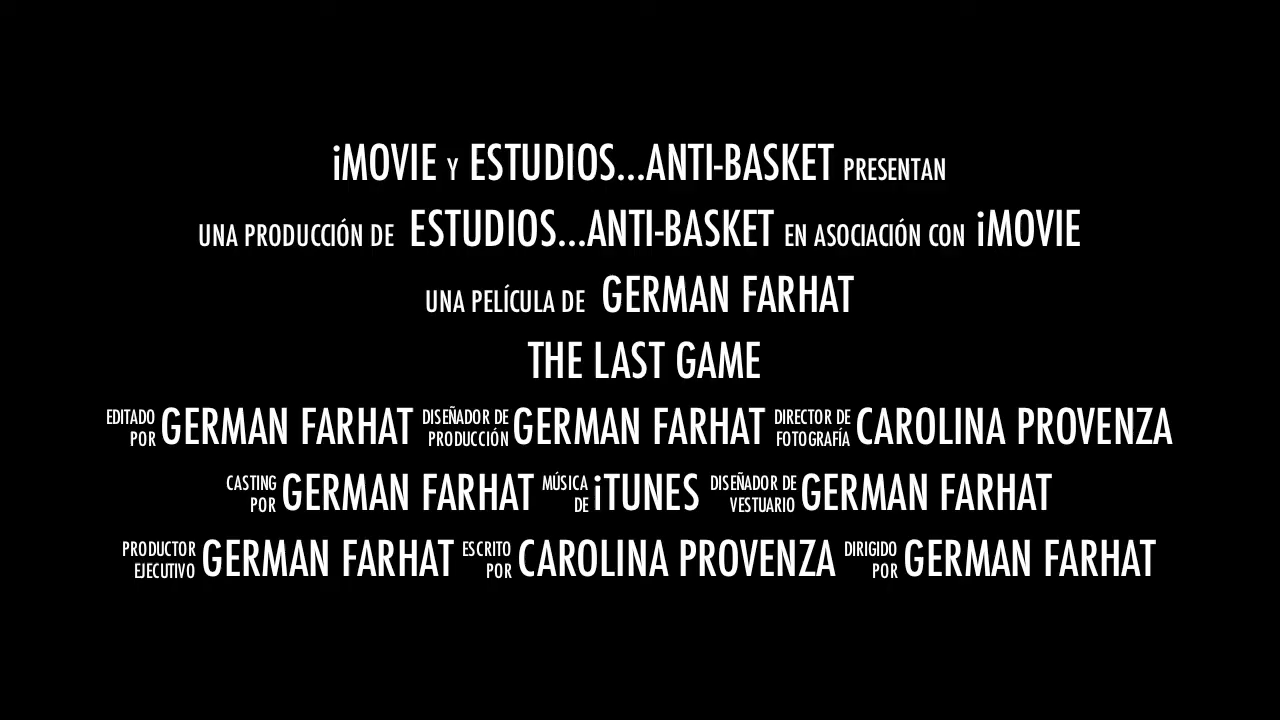 iMOVIE Y ESTUDIOS...ANTI-BASKET PRESENTAN
UNA PRODUCCIÓN DE ESTUDIOS...ANTI-BASKET EN ASOCIACIÓN CON iMOVIE
UNA PELÍCULA DE GERMAN FARHAT
THE LAST GAME
EDITADO POR GERMAN FARHAT DISEÑADOR DE PRODUCCIÓN GERMAN FARHAT DIRECTOR DE FOTOGRAFÍA CAROLINA PROVENZA
CASTING POR GERMAN FARHAT MÚSICA DE iTUNES DISEÑADOR DE VESTUARIO GERMAN FARHAT
PRODUCTOR EJECUTIVO GERMAN FARHAT ESCRITO POR CAROLINA PROVENZA DIRIGIDO POR GERMAN FARHAT